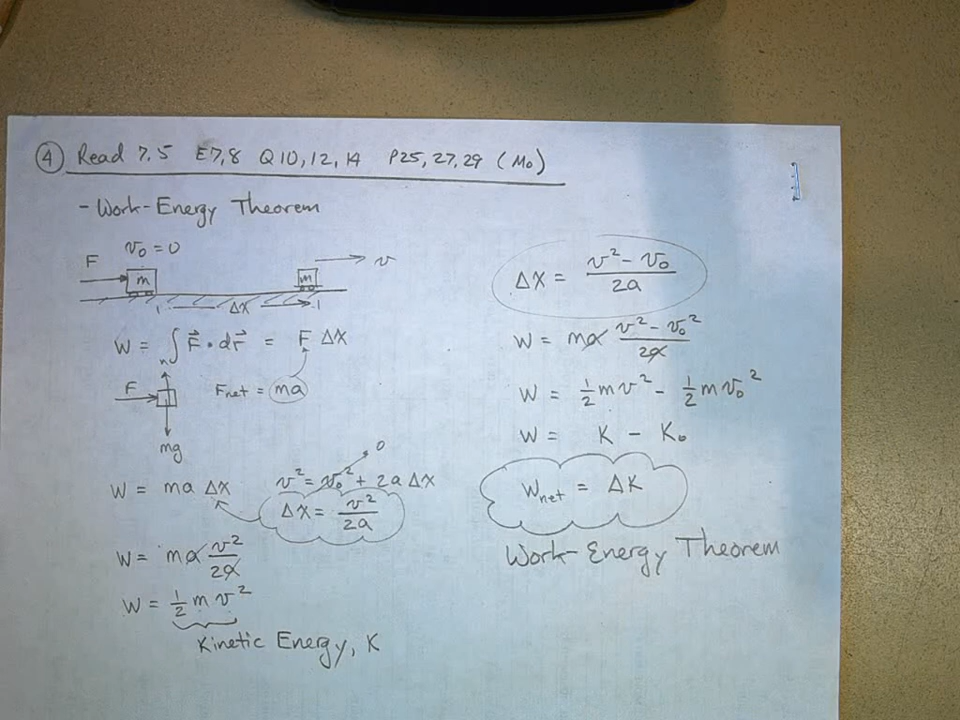 ④ Read 7.5 E7,8 Q10,12,14 P25,27,29 (Mo)
- Work-Energy Theorem
v₀ = 0
F m m v
Δx
W = ∫ F⃗ • dr⃗ = F Δx
n
F Fnet = ma
mg
W = ma Δx v² = v₀² + 2a Δx
0
Δx = v²/2a
W = ma v²/2a
W = ½ m v²
Kinetic Energy, K
Δx = (v² - v₀)/2a
W = ma (v² - v₀²)/2a
W = ½ m v² - ½ m v₀²
W = K - K₀
Wnet = ΔK
Work-Energy Theorem